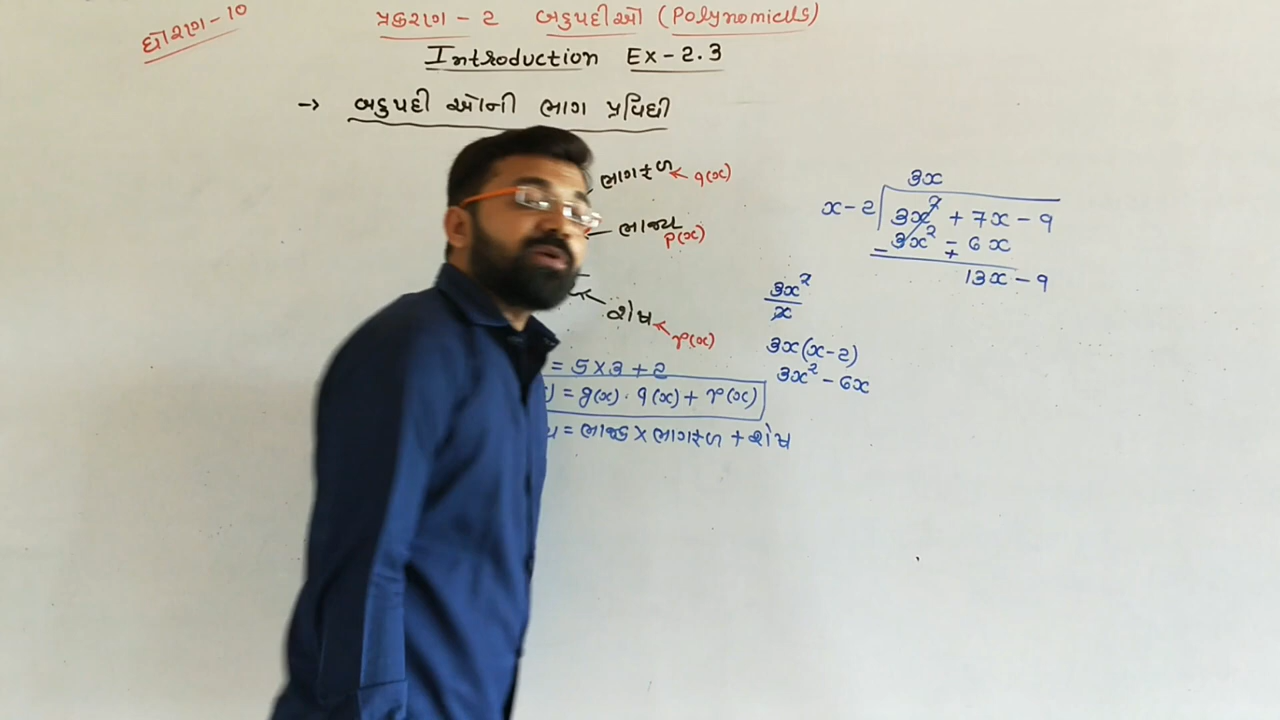 ધોરણ-10
પ્રકરણ - 2 બહુપદીઓ (Polynomials)
Introduction Ex-2.3
→ બહુપદી ઓની ભાગ પ્રવિધી
ભાગફળ ← q(x)
← ભાજ્ય
p(x)
શેષ ← r(x)
= 5 x 3 + 2
) = g(x) · q(x) + r(x)
= ભાજક x ભાગફળ + શેષ
3x
x-2 3x² + 7x - 9
- 3x² - 6x
+
13x - 9
3x²
x
3x(x-2)
3x² - 6x